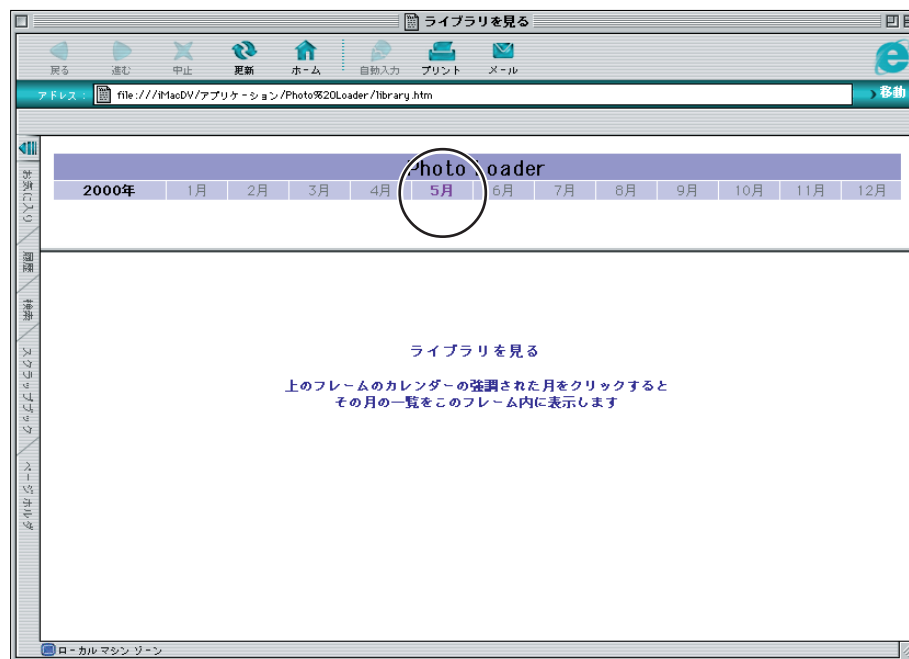 ライブラリを見る
戻る 進む 中止 更新 ホーム 自動入力 プリント メール
アドレス： file:///iMacDV/アプリケーション/Photo%20Loader/library.htm 移動
Photo Loader
2000年 1月 2月 3月 4月 5月 6月 7月 8月 9月 10月 11月 12月
お気に入り
履歴
検索
スクラップブック
ページホルダ
ライブラリを見る
上のフレームのカレンダーの強調された月をクリックすると
その月の一覧をこのフレーム内に表示します
ローカル マシン ゾーン